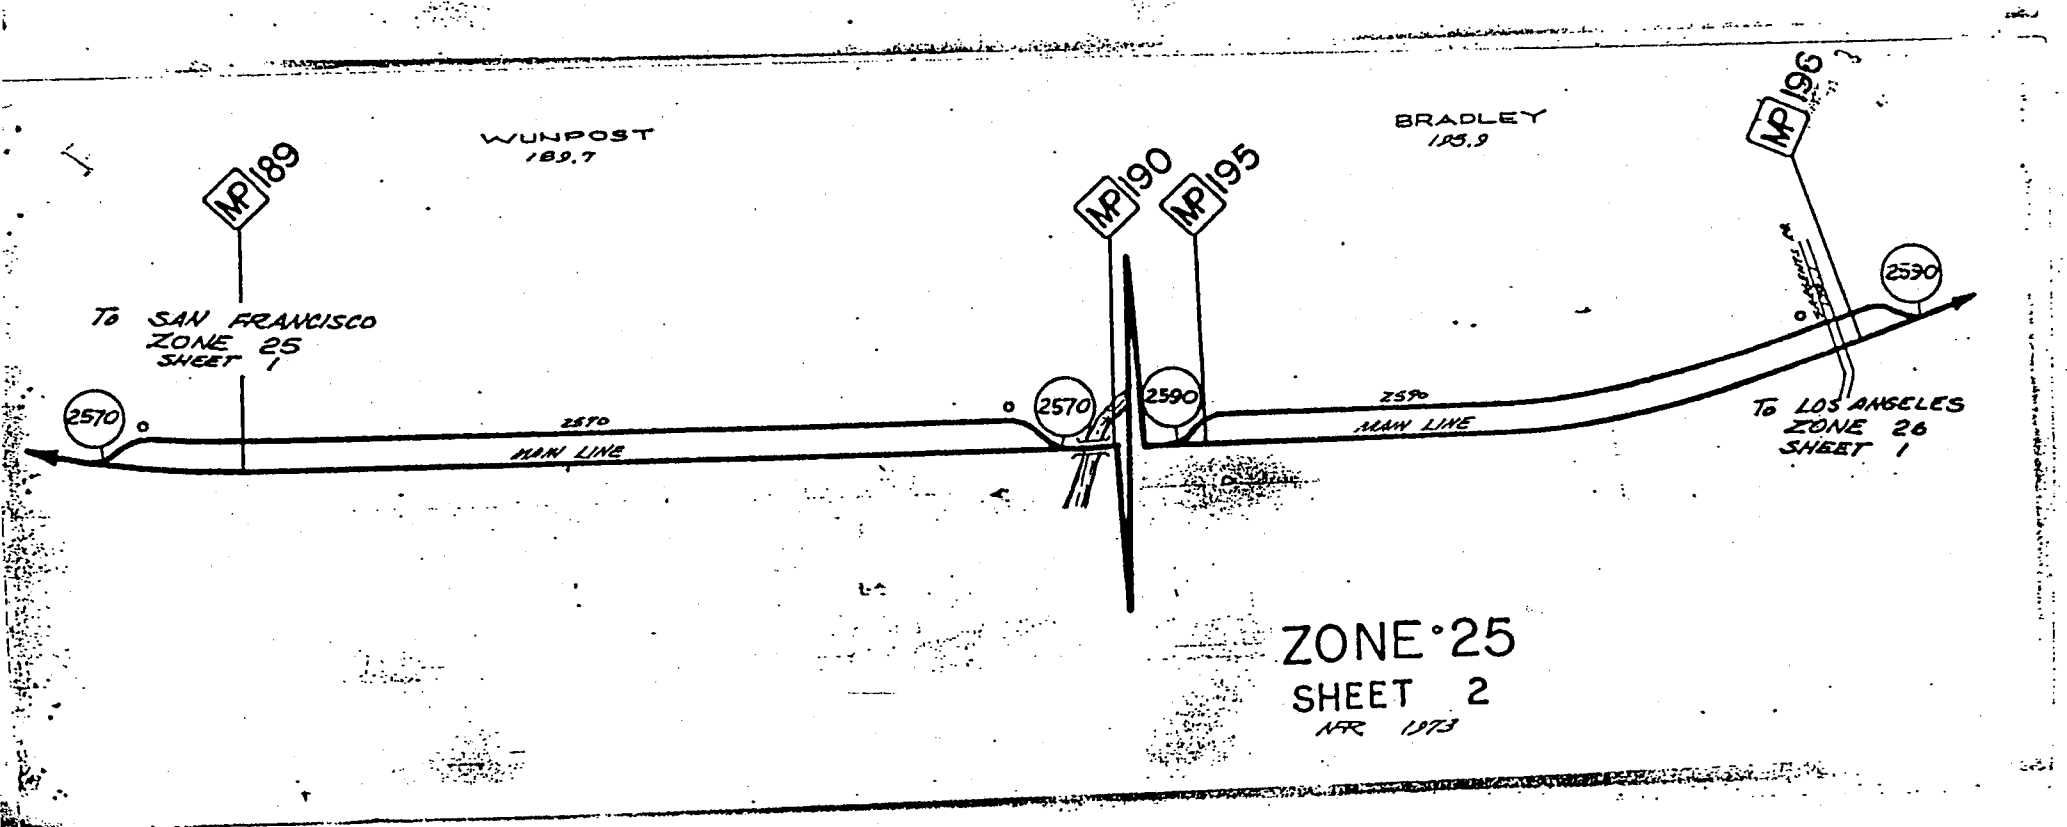 WUNPOST
189.7
BRADLEY
195.9
MP 189
MP 190
MP 195
MP 196
To SAN FRANCISCO
ZONE 25
SHEET 1
2570
2570
MAIN LINE
2570
2590
2590
MAIN LINE
2590
To LOS ANGELES
ZONE 26
SHEET 1
ZONE 25
SHEET 2
1973